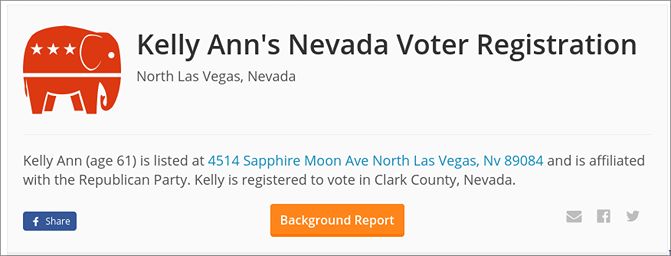 Kelly Ann's Nevada Voter Registration
North Las Vegas, Nevada
Kelly Ann (age 61) is listed at 4514 Sapphire Moon Ave North Las Vegas, Nv 89084 and is affiliated
with the Republican Party. Kelly is registered to vote in Clark County, Nevada.
f Share
Background Report